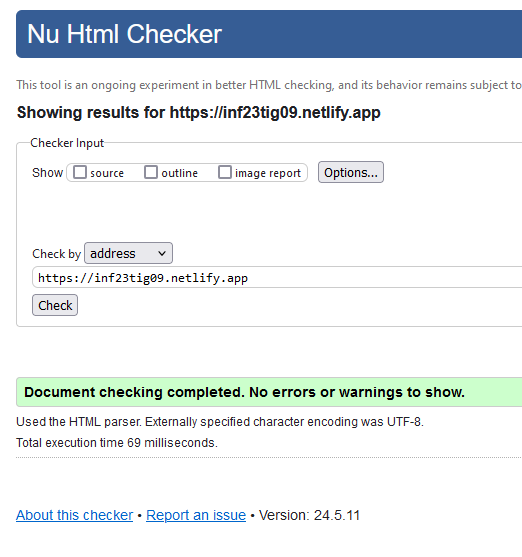 Nu Html Checker
This tool is an ongoing experiment in better HTML checking, and its behavior remains subject to
Showing results for https://inf23tig09.netlify.app
Checker Input
Show source outline image report Options...
Check by address
https://inf23tig09.netlify.app
Check
Document checking completed. No errors or warnings to show.
Used the HTML parser. Externally specified character encoding was UTF-8.
Total execution time 69 milliseconds.
About this checker • Report an issue • Version: 24.5.11